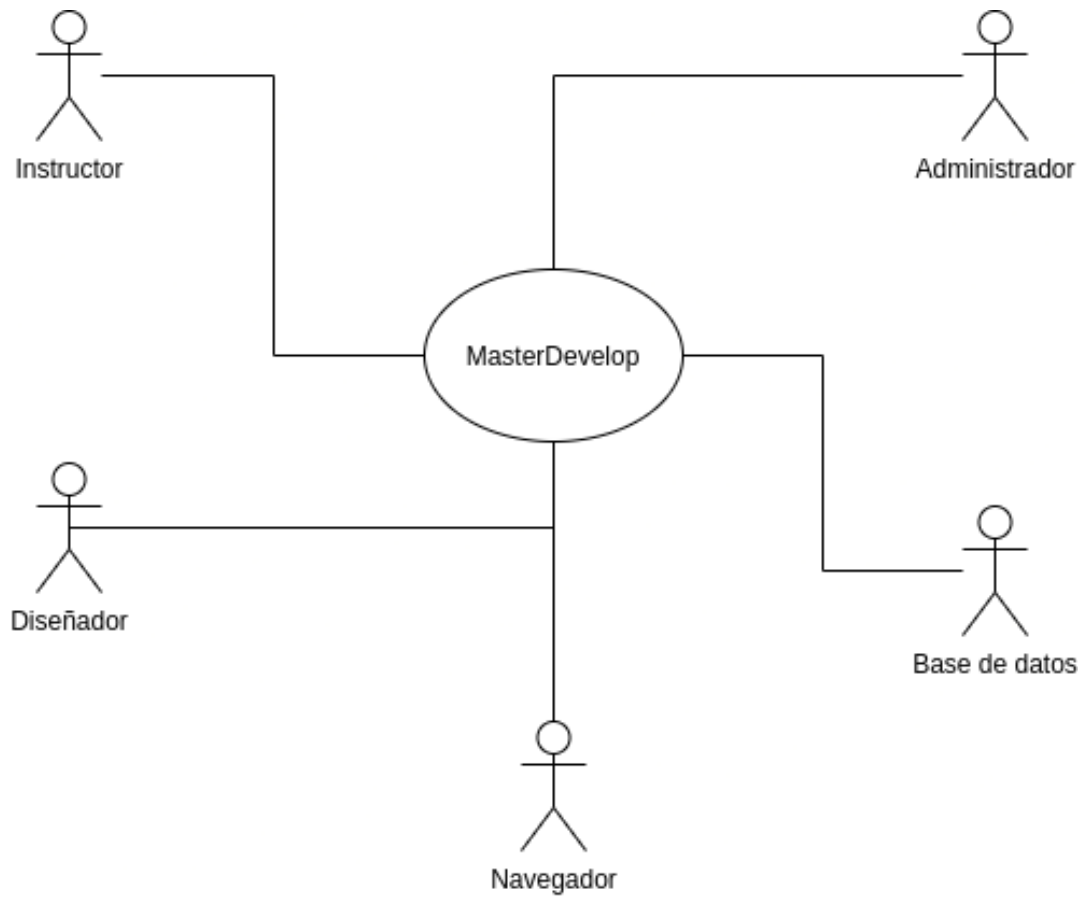 Instructor
Administrador
MasterDevelop
Diseñador
Base de datos
Navegador